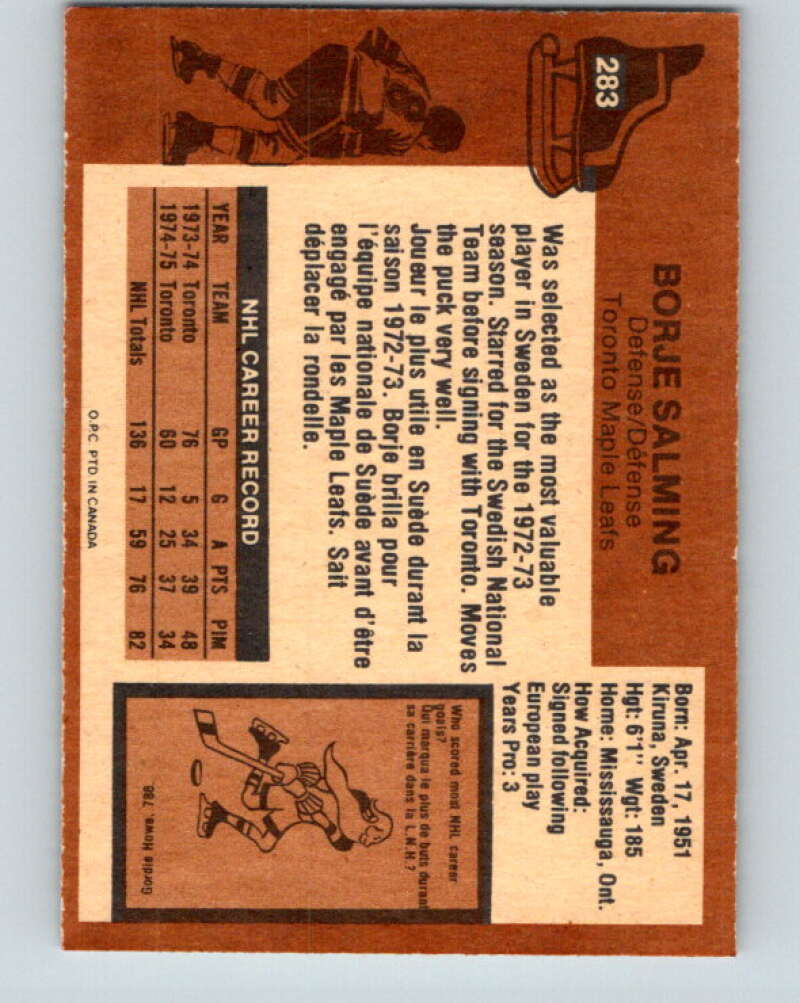 283
BORJE SALMING
Defense/Défense
Toronto Maple Leafs
Was selected as the most valuable
player in Sweden for the 1972-73
season. Starred for the Swedish National
Team before signing with Toronto. Moves
the puck very well.
Joueur le plus utile en Suède durant la
saison 1972-73. Borje brilla pour
l'équipe nationale de Suède avant d'être
engagé par les Maple Leafs. Sait
déplacer la rondelle.
NHL CAREER RECORD
YEAR TEAM GP G A PTS PIM
1973-74 Toronto 76 5 34 39 48
1974-75 Toronto 60 12 25 37 34
NHL Totals 136 17 59 76 82
O.P.C. PTD IN CANADA
Born: Apr. 17, 1951
Kiruna, Sweden
Hgt: 6'1" Wgt: 185
Home: Mississauga, Ont.
How Acquired:
Signed following
European play
Years Pro: 3
Who scored most NHL career
goals?
Qui marqua le plus de buts durant
sa carrière dans la L.N.H.?
Gordie Howe, 786